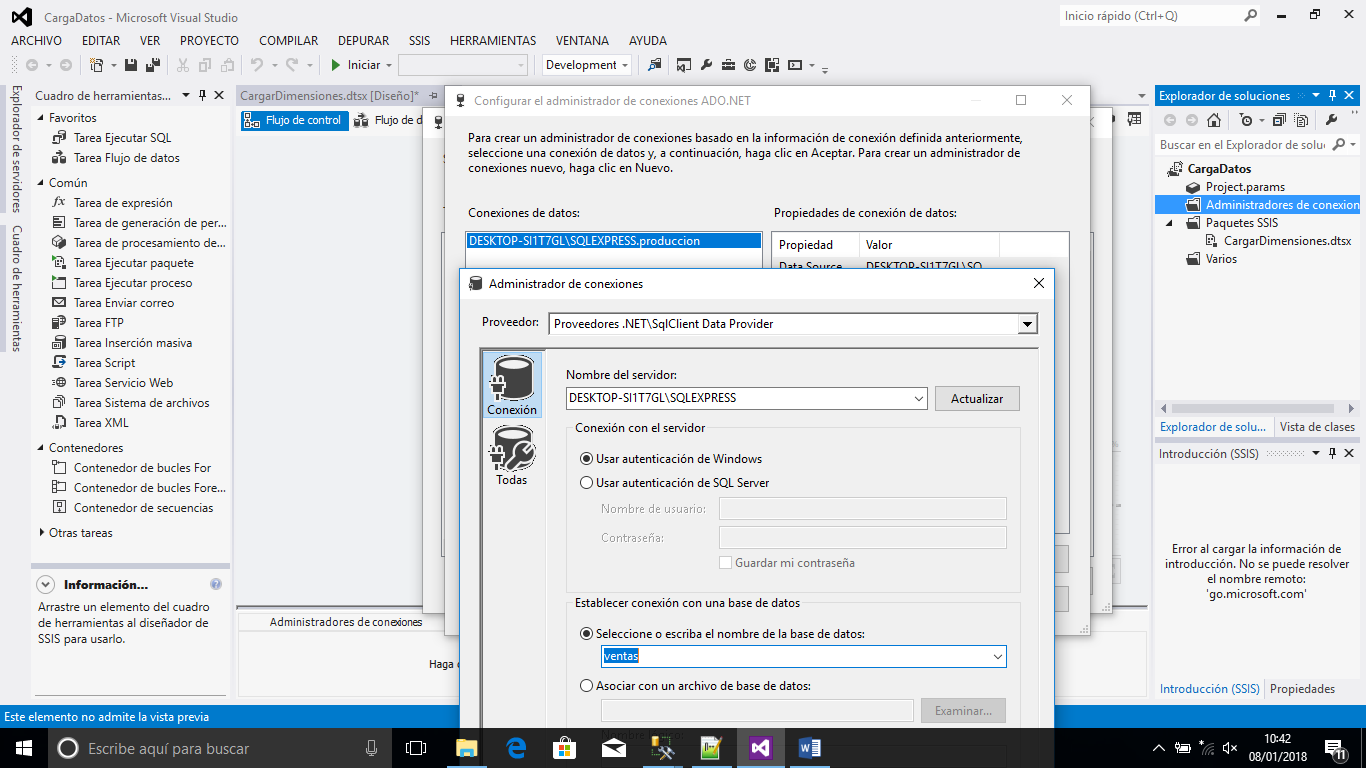 CargaDatos - Microsoft Visual Studio
Inicio rápido (Ctrl+Q)
ARCHIVO EDITAR VER PROYECTO COMPILAR DEPURAR SSIS HERRAMIENTAS VENTANA AYUDA
Iniciar
Development
Explorador de servidores
Cuadro de herramientas
Cuadro de herramientas...
Favoritos
Tarea Ejecutar SQL
Tarea Flujo de datos
Común
Tarea de expresión
Tarea de generación de per...
Tarea de procesamiento de...
Tarea Ejecutar paquete
Tarea Ejecutar proceso
Tarea Enviar correo
Tarea FTP
Tarea Inserción masiva
Tarea Script
Tarea Servicio Web
Tarea Sistema de archivos
Tarea XML
Contenedores
Contenedor de bucles For
Contenedor de bucles Fore...
Contenedor de secuencias
Otras tareas
Información...
Arrastre un elemento del cuadro
de herramientas al diseñador de
SSIS para usarlo.
CargarDimensiones.dtsx [Diseño]*
Flujo de control
Flujo de d
Administradores de conexiones
Haga
Configurar el administrador de conexiones ADO.NET
Para crear un administrador de conexiones basado en la información de conexión definida anteriormente,
seleccione una conexión de datos y, a continuación, haga clic en Aceptar. Para crear un administrador de
conexiones nuevo, haga clic en Nuevo.
Conexiones de datos:
DESKTOP-SI1T7GL\SQLEXPRESS.produccion
Propiedades de conexión de datos:
Propiedad Valor
Data Source DESKTOP-SI1T7GL\SQ
Administrador de conexiones
Proveedor: Proveedores .NET\SqlClient Data Provider
Conexión
Todas
Nombre del servidor:
DESKTOP-SI1T7GL\SQLEXPRESS
Actualizar
Conexión con el servidor
Usar autenticación de Windows
Usar autenticación de SQL Server
Nombre de usuario:
Contraseña:
Guardar mi contraseña
Establecer conexión con una base de datos
Seleccione o escriba el nombre de la base de datos:
ventas
Asociar con un archivo de base de datos:
Examinar...
Explorador de soluciones
Buscar en el Explorador de soluc
CargaDatos
Project.params
Administradores de conexion
Paquetes SSIS
CargarDimensiones.dtsx
Varios
Explorador de solu... Vista de clases
Introducción (SSIS)
Error al cargar la información de
introducción. No se puede resolver
el nombre remoto:
'go.microsoft.com'
Introducción (SSIS) Propiedades
Este elemento no admite la vista previa
Escribe aquí para buscar
10:42
08/01/2018
11